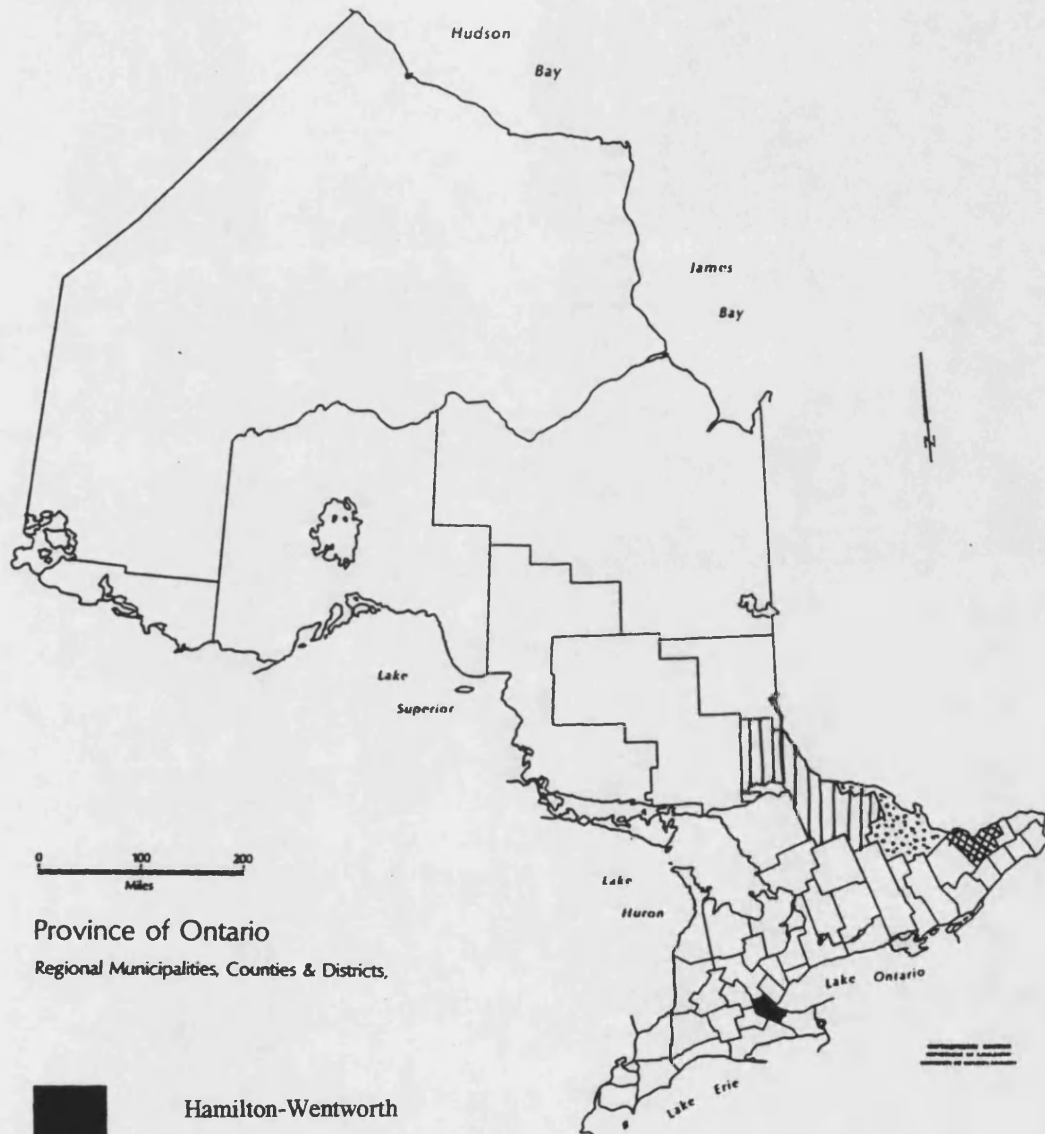 Hudson
Bay
James
Bay
N
Lake
Superior
0 100 200
Miles
Lake
Huron
Province of Ontario
Regional Municipalities, Counties & Districts,
Lake Ontario
Lake Erie
Hamilton-Wentworth